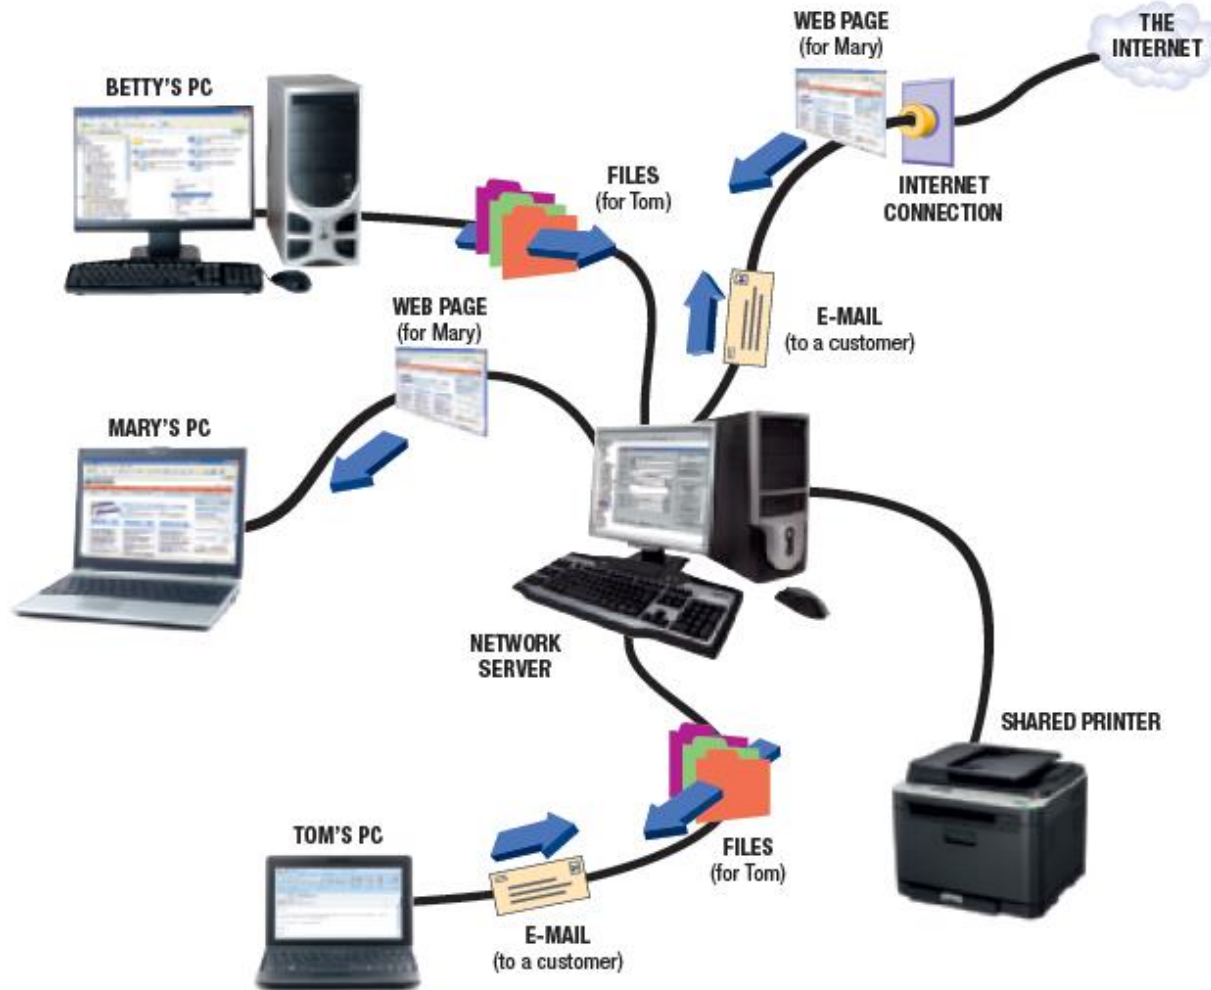 WEB PAGE
(for Mary)
THE
INTERNET
BETTY'S PC
FILES
(for Tom)
INTERNET
CONNECTION
WEB PAGE
(for Mary)
E-MAIL
(to a customer)
MARY'S PC
NETWORK
SERVER
SHARED PRINTER
TOM'S PC
FILES
(for Tom)
E-MAIL
(to a customer)